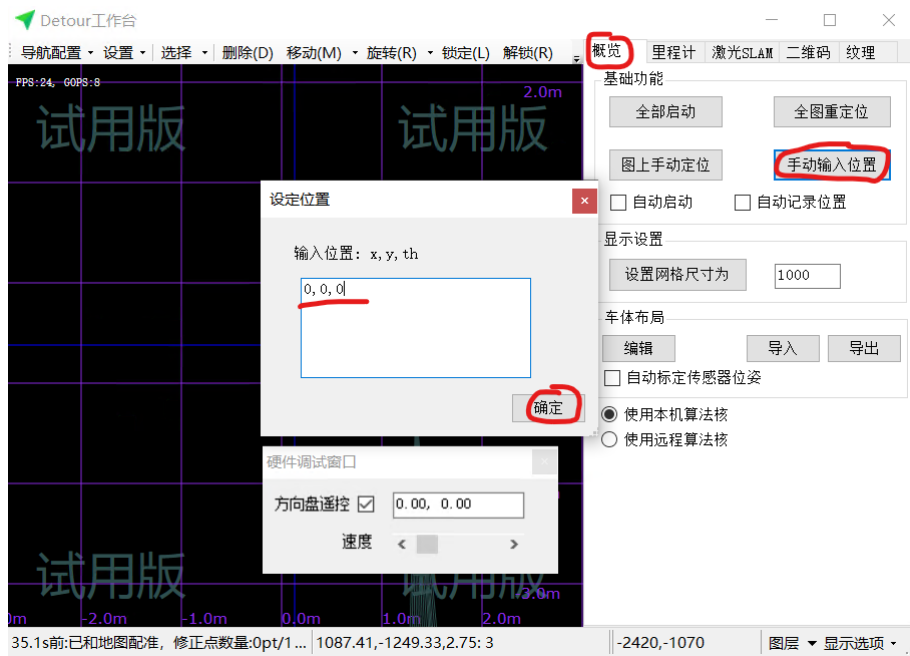 Detour工作台
导航配置 设置 选择 删除(D) 移动(M) 旋转(R) 锁定(L) 解锁(R)
概览 里程计 激光SLAM 二维码 纹理
FPS:24, GOPS:8
2.0m
试用版 试用版
基础功能
全部启动 全图重定位
图上手动定位 手动输入位置
自动启动 自动记录位置
设定位置
输入位置: x,y,th
0,0,0
确定
显示设置
设置网格尺寸为 1000
车体布局
编辑 导入 导出
自动标定传感器位姿
使用本机算法核
使用远程算法核
硬件调试窗口
方向盘遥控 0.00, 0.00
速度
试用版 试用版
-3.0m
-2.0m -1.0m 0.0m 1.0m 2.0m
35.1s前:已和地图配准，修正点数量:0pt/1... 1087.41,-1249.33,2.75: 3 -2420,-1070 图层 显示选项